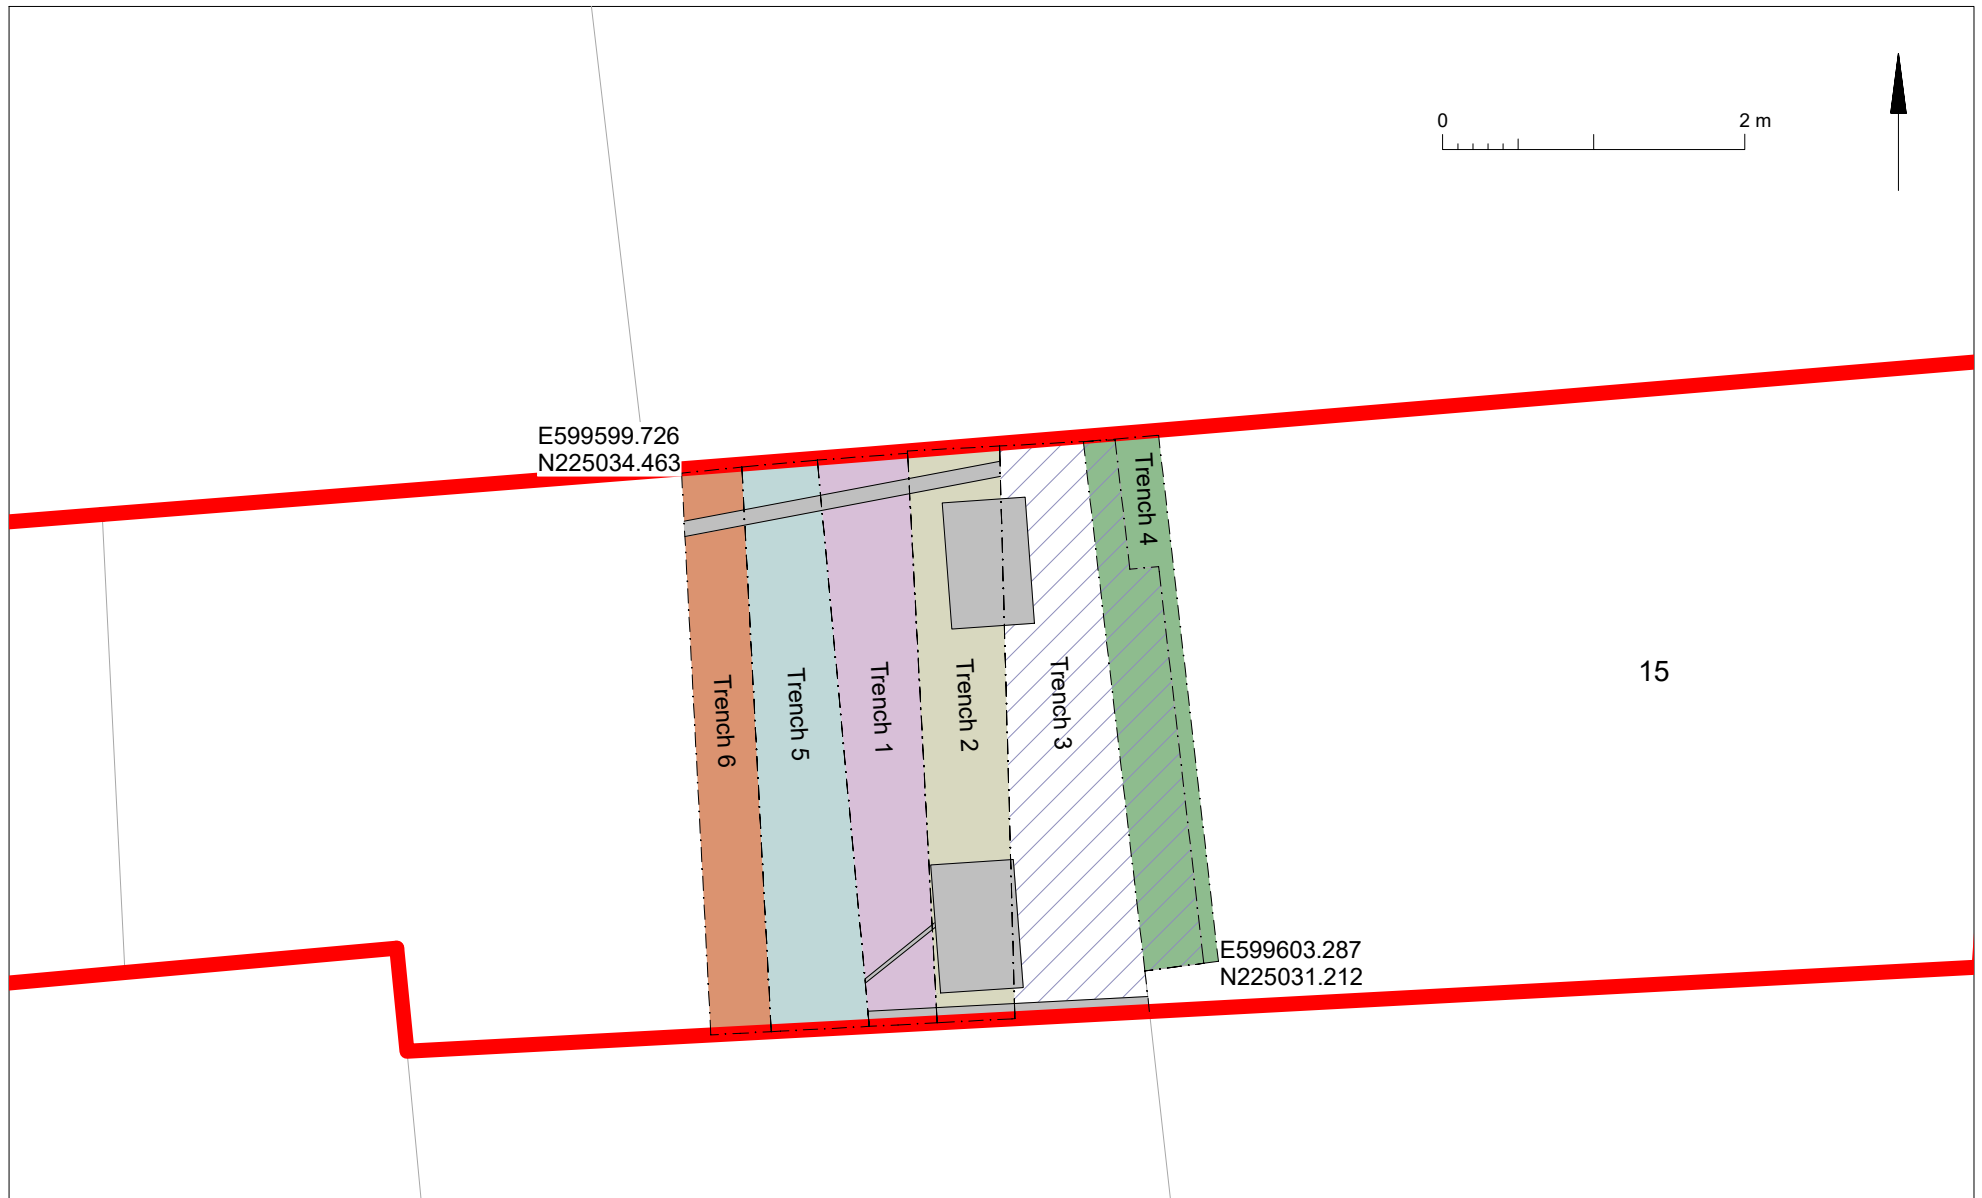 0 2 m
E599599.726
N225034.463
Trench 4
Trench 6
Trench 5
Trench 1
Trench 2
Trench 3
15
E599603.287
N225031.212